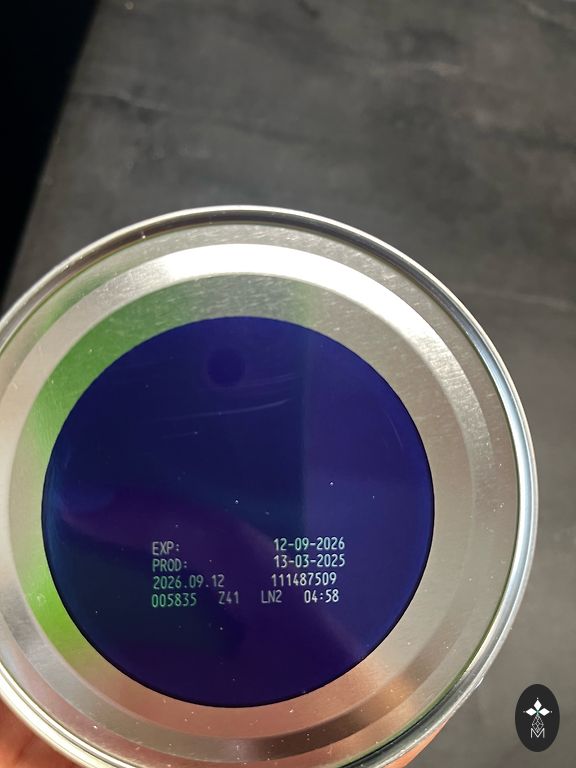 EXP: 12-09-2026
PROD: 13-03-2025
2026.09.12 111487509
005835 Z41 LN2 04:58
M